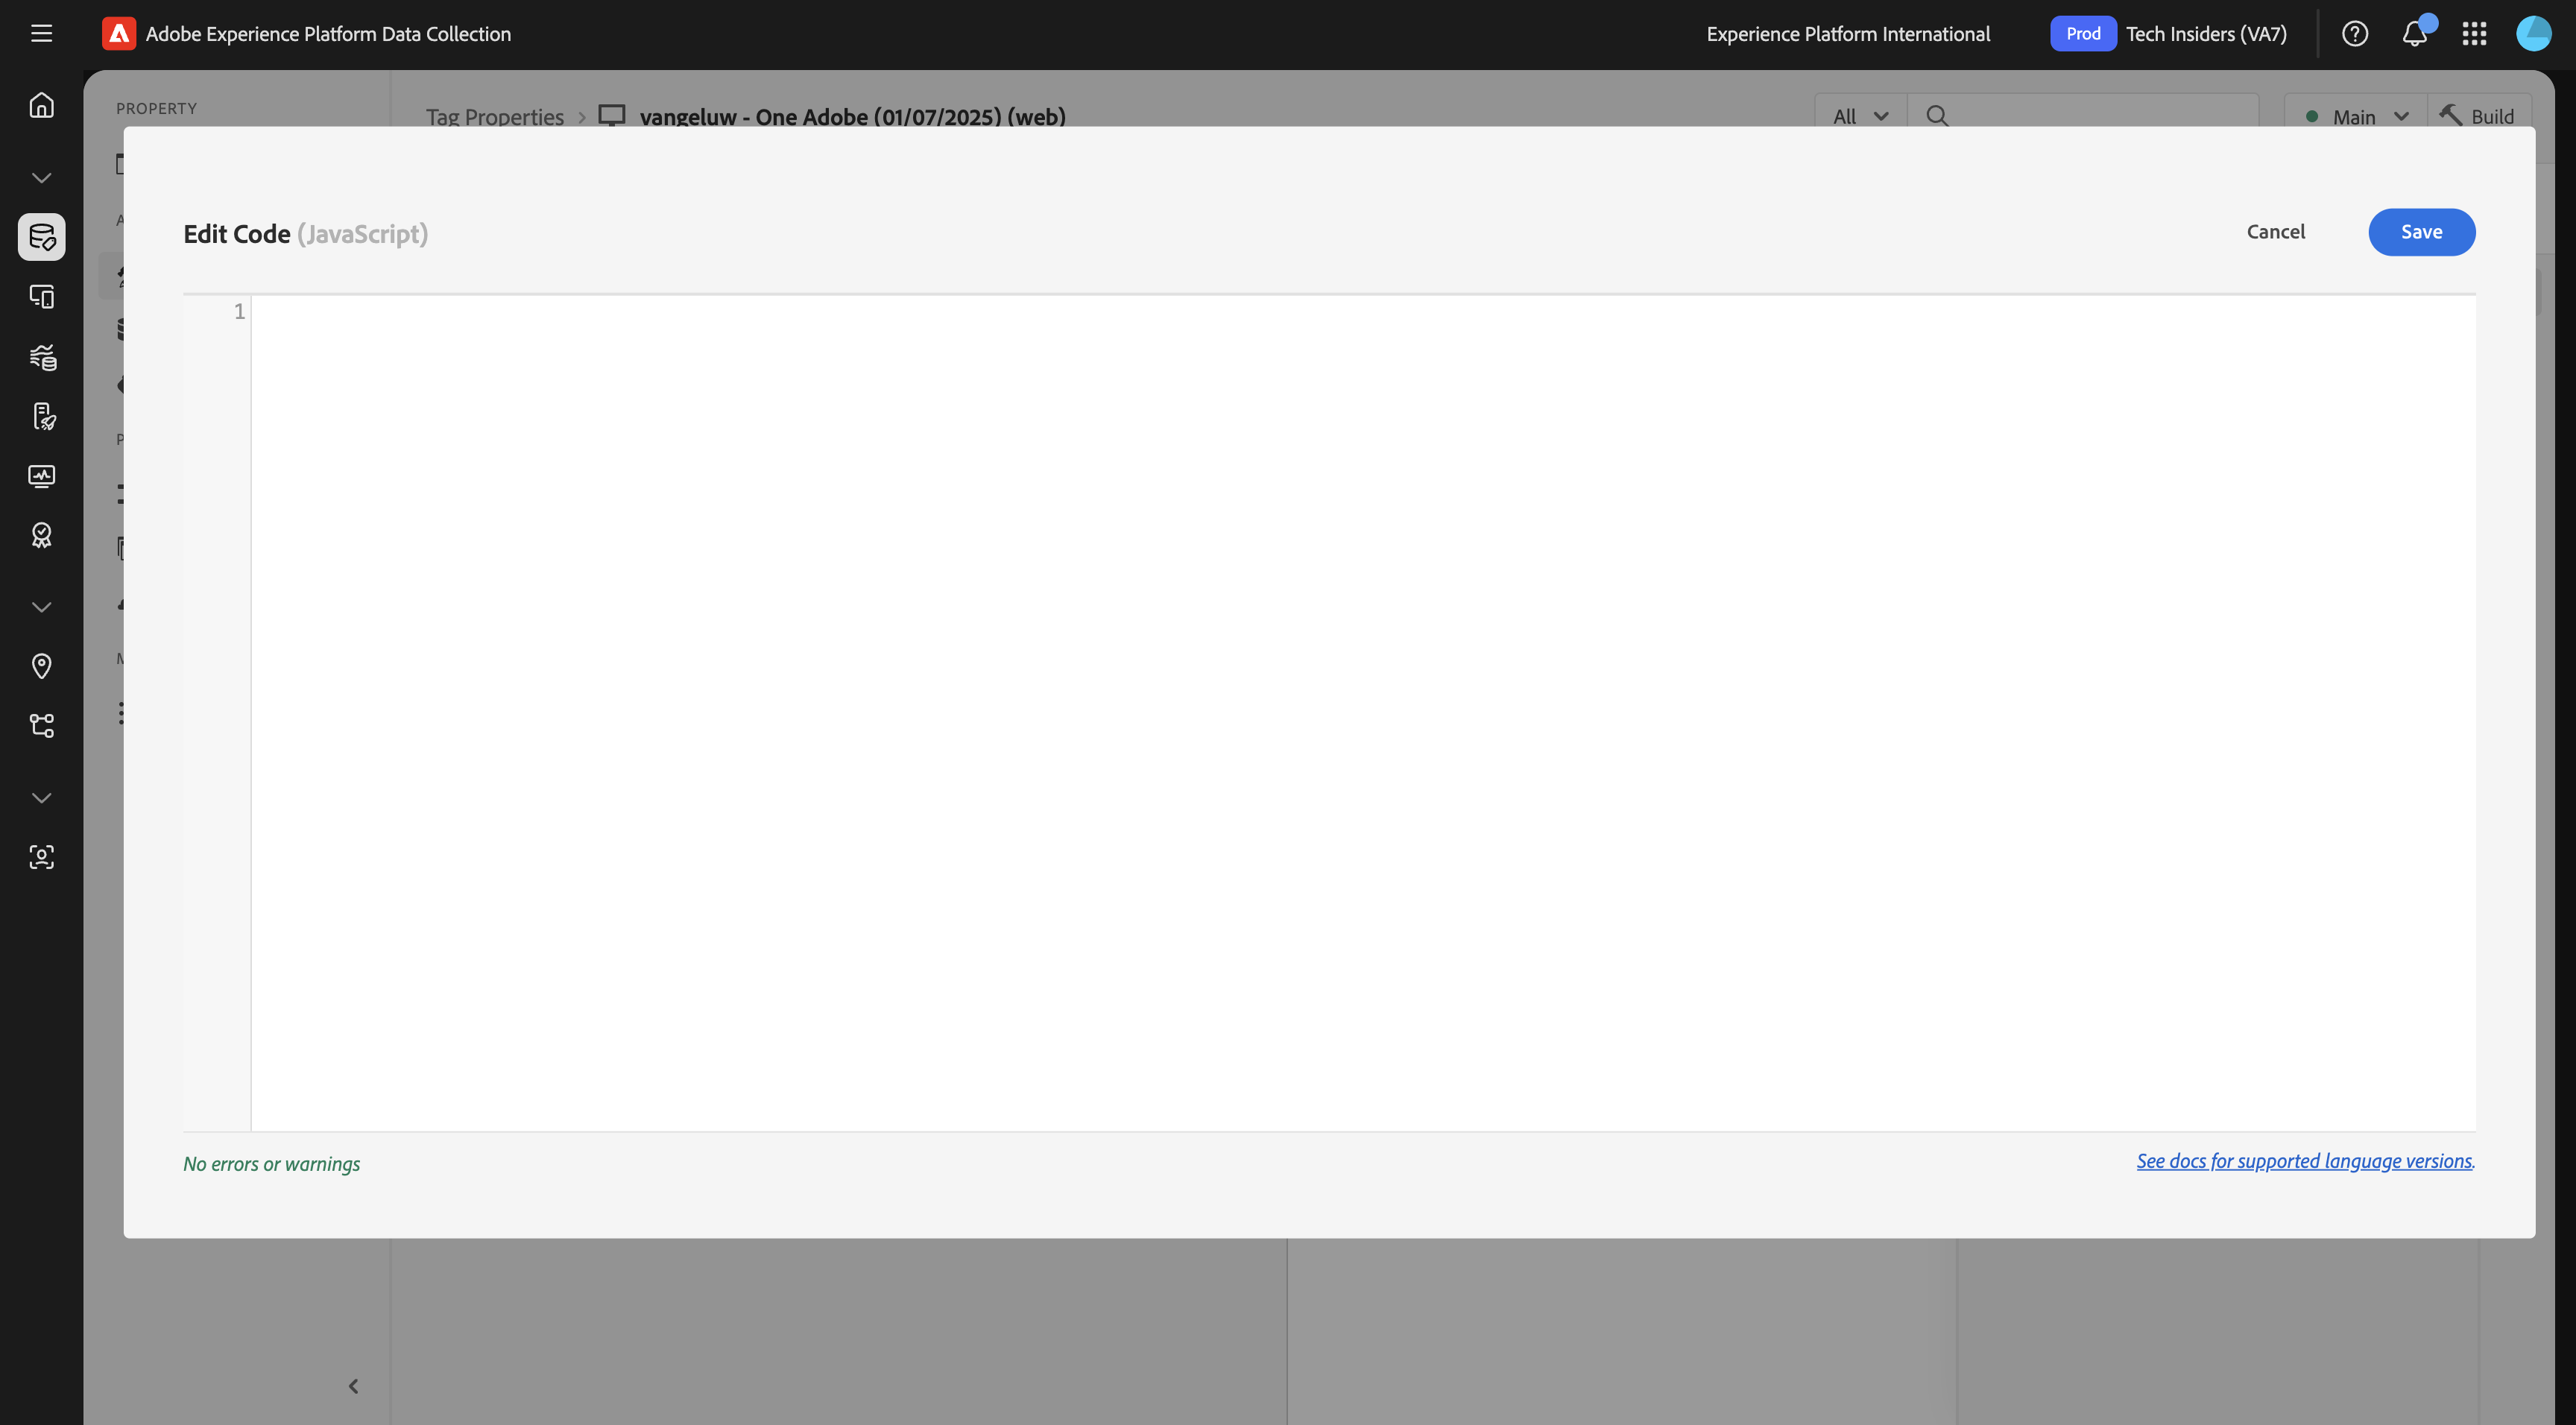 Adobe Experience Platform Data Collection
Experience Platform International
Prod
Tech Insiders (VA7)
PROPERTY
Tag Properties
vangeluw - One Adobe (01/07/2025) (web)
All
Main
Build
Edit Code (JavaScript)
Cancel
Save
1
No errors or warnings
See docs for supported language versions.